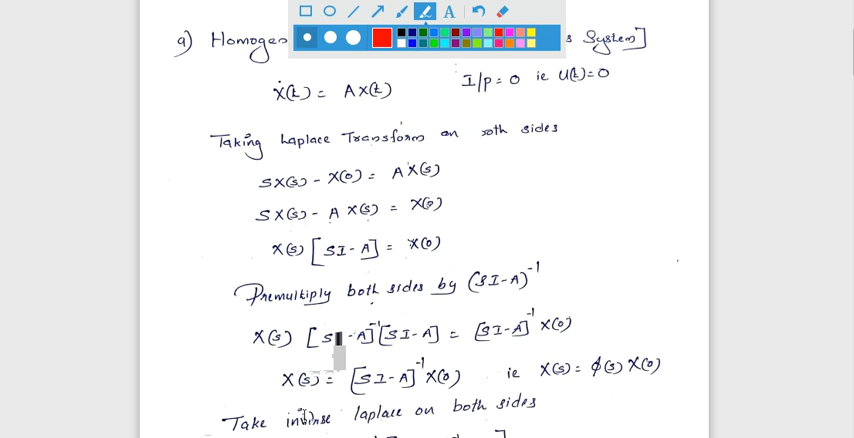 a) Homogen s System]
Ẋ(t) = AX(t) I/p = 0 ie U(t)=0
Taking Laplace Transform on both sides
SX(s) - X(0) = AX(s)
SX(s) - A X(s) = X(0)
X(s) [SI - A] = X(0)
Premultiply both sides by (SI-A)⁻¹
X(s) [SI-A]⁻¹[SI-A] = [SI-A]⁻¹ X(0)
X(s) = [SI-A]⁻¹X(0) ie X(s) = ϕ(s) X(0)
Take inverse laplace on both sides